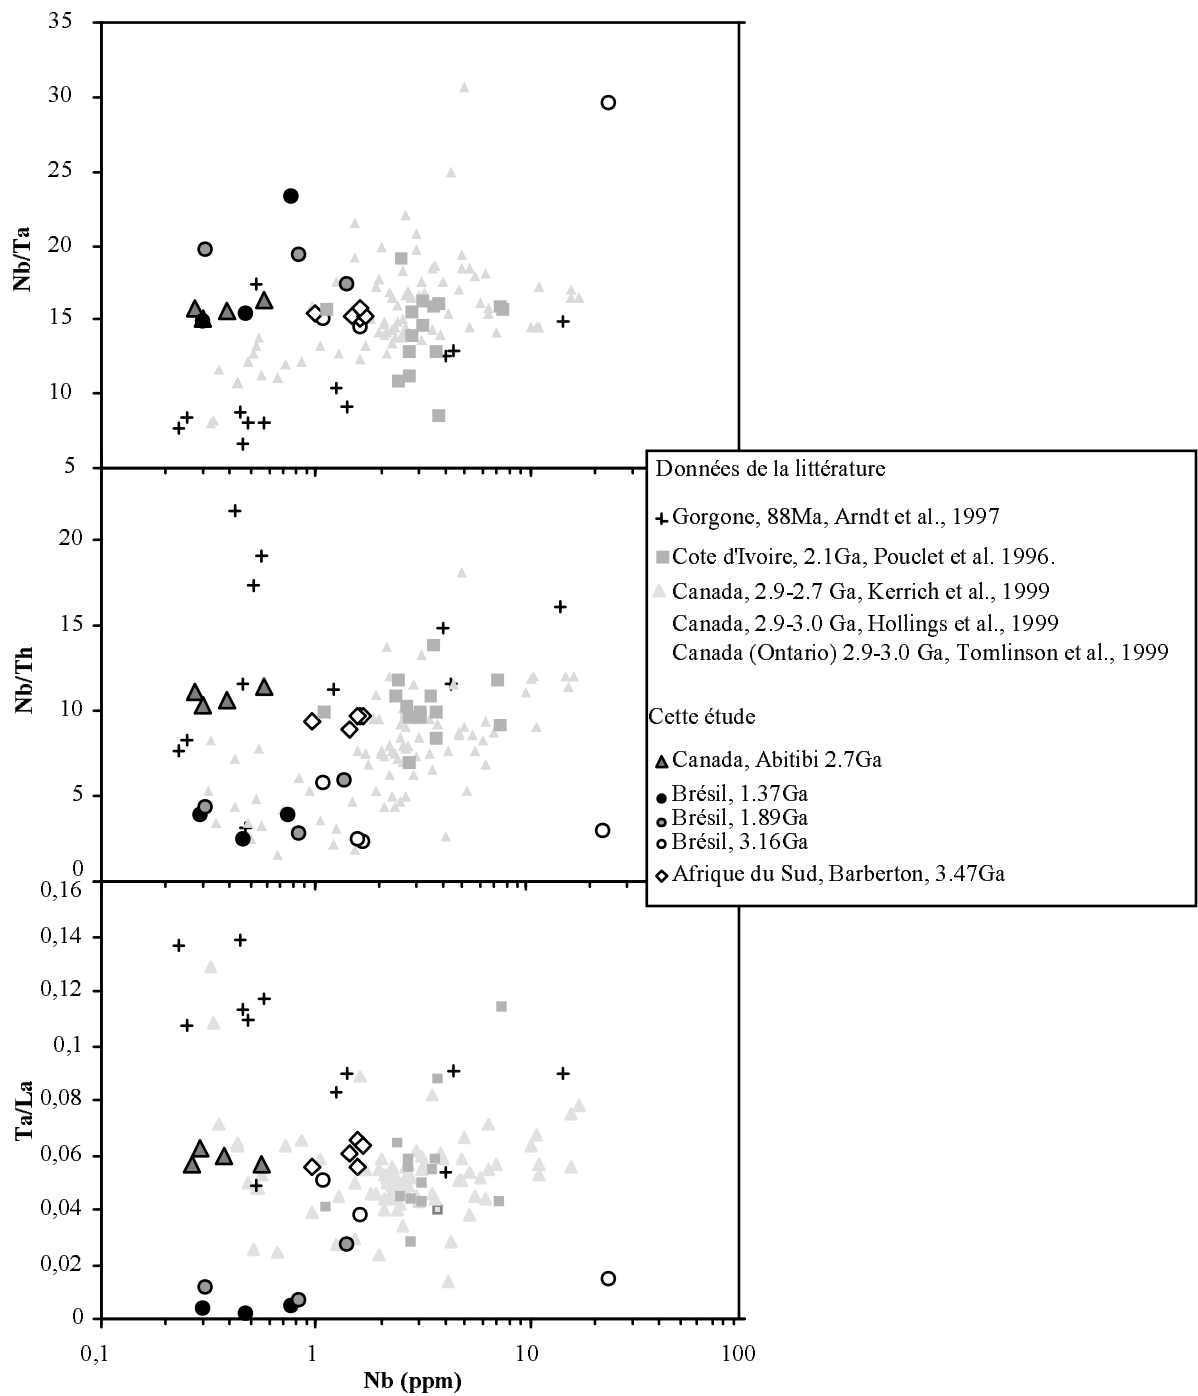 35
30
25
20
15
10
5
Nb/Ta
20
15
10
5
0
Nb/Th
0,16
0,14
0,12
0,1
0,08
0,06
0,04
0,02
0
Ta/La
0,1
1
10
100
Nb (ppm)
Données de la littérature
Gorgone, 88Ma, Arndt et al., 1997
Cote d'Ivoire, 2.1Ga, Pouclet et al. 1996.
Canada, 2.9-2.7 Ga, Kerrich et al., 1999
Canada, 2.9-3.0 Ga, Hollings et al., 1999
Canada (Ontario) 2.9-3.0 Ga, Tomlinson et al., 1999
Cette étude
Canada, Abitibi 2.7Ga
Brésil, 1.37Ga
Brésil, 1.89Ga
Brésil, 3.16Ga
Afrique du Sud, Barberton, 3.47Ga